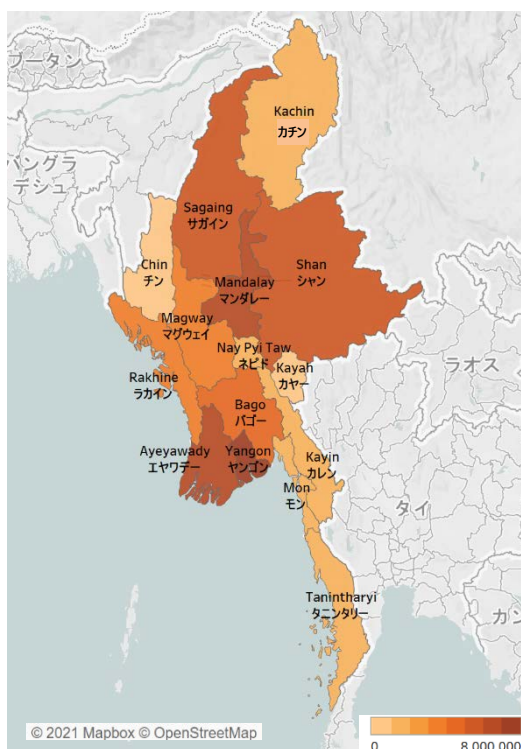 ブータン
Kachin
カチン
バングラ
デシュ
Sagaing
サガイン
Chin
チン
Shan
シャン
Mandalay
マンダレー
Magway
マグウェイ
Nay Pyi Taw
ネピド
Kayah
カヤー
ラオス
Rakhine
ラカイン
Bago
バゴー
Ayeyawady
エヤワデー
Yangon
ヤンゴン
Kayin
カレン
Mon
モン
タイ
Tanintharyi
タニンタリー
カン
© 2021 Mapbox © OpenStreetMap
0 8,000,000